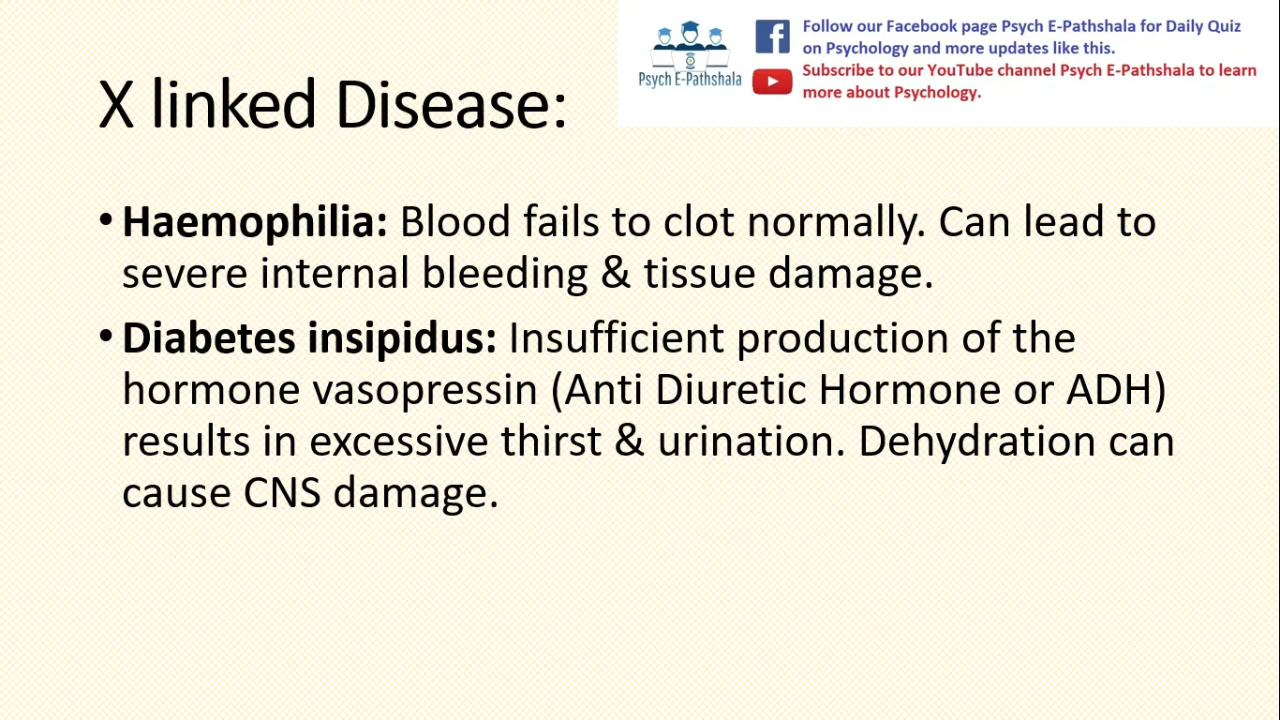 Follow our Facebook page Psych E-Pathshala for Daily Quiz
on Psychology and more updates like this.
Subscribe to our YouTube channel Psych E-Pathshala to learn
more about Psychology.
Psych E-Pathshala
X linked Disease:
• Haemophilia: Blood fails to clot normally. Can lead to
severe internal bleeding & tissue damage.
• Diabetes insipidus: Insufficient production of the
hormone vasopressin (Anti Diuretic Hormone or ADH)
results in excessive thirst & urination. Dehydration can
cause CNS damage.